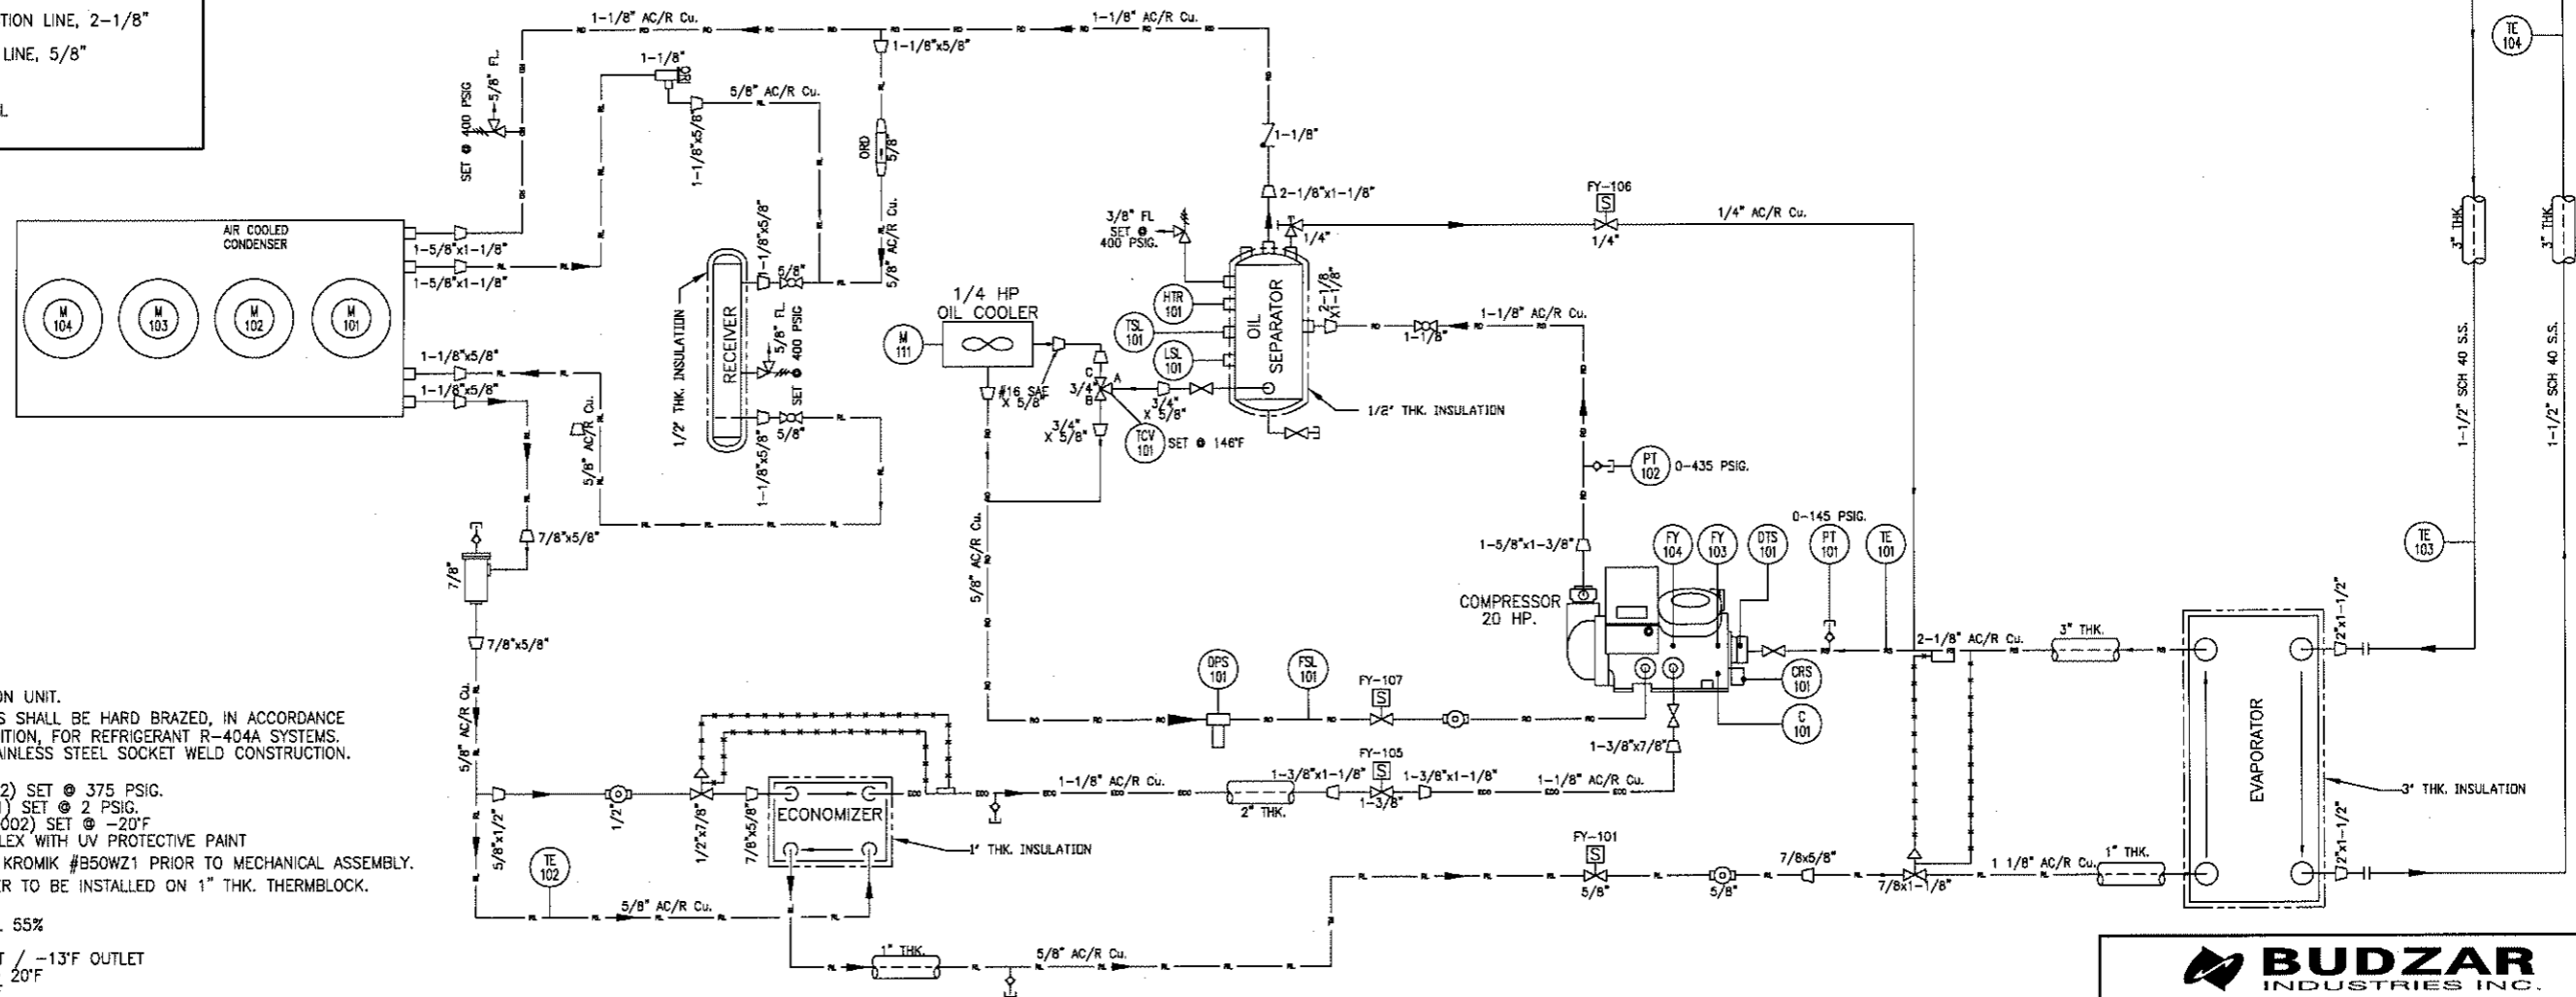 TION LINE, 2-1/8"
LINE, 5/8"
L
1-1/8" AC/R Cu.
1-1/8" AC/R Cu.
1-1/8"x5/8"
5/8" FL
SET @ 400 PSIG
1-1/8"
ORI
5/8" AC/R Cu.
1-1/8"x5/8"
ORD
5/8"
5/8" AC/R Cu.
1-1/8"
2-1/8"x1-1/8"
3/8" FL
SET @
400 PSIG.
1/4"
FY-106
S
1/4"
1/4" AC/R Cu.
TE
104
3" THK.
3" THK.
1-1/2" SCH 40 S.S.
1-1/2" SCH 40 S.S.
AIR COOLED
CONDENSER
1-5/8"x1-1/8"
1-5/8"x1-1/8"
M
104
M
103
M
102
M
101
1-1/8"x5/8"
1-1/8"x5/8"
5/8" AC/R Cu.
1/2" THK. INSULATION
RECEIVER
1-1/8"x5/8"
5/8"
5/8" FL
SET @ 400 PSIG
1-1/8"x5/8"
5/8"
1/4 HP
OIL COOLER
M
111
#16 SAE
X 5/8"
C
A
B
3/4"
3/4"
X 5/8"
3/4"
X 5/8"
TCV
101
SET @ 146°F
HTR
101
TSL
101
LSL
101
OIL
SEPARATOR
2-1/8
x1-1/8"
1-1/8"
1-1/8" AC/R Cu.
1/2" THK. INSULATION
PT
102
0-435 PSIG.
1-5/8"x1-3/8"
COMPRESSOR
20 HP.
FY
104
FY
103
DTS
101
0-145 PSIG.
PT
101
TE
101
CRS
101
C
101
2-1/8" AC/R Cu.
3" THK.
TE
103
2"x1-1/2"
EVAPORATOR
3" THK. INSULATION
2"x1-1/2"
7/8"x5/8"
7/8"
7/8"x5/8"
5/8" AC/R Cu.
5/8" AC/R Cu.
DPS
101
FSL
101
FY-107
S
1-3/8"x7/8"
FY-105
S
1-3/8"x1-1/8"
1-3/8"x1-1/8"
1-3/8"
1-1/8" AC/R Cu.
1-1/8" AC/R Cu.
2" THK.
ECONOMIZER
1" THK. INSULATION
5/8"x1/2"
1/2"
1/2"x7/8"
7/8"x5/8"
TE
102
5/8" AC/R Cu.
1" THK.
5/8" AC/R Cu.
FY-101
S
5/8"
5/8"
7/8x5/8"
7/8x1-1/8"
1 1/8" AC/R Cu.
1" THK.
ON UNIT.
S SHALL BE HARD BRAZED, IN ACCORDANCE
ITION, FOR REFRIGERANT R-404A SYSTEMS.
AINLESS STEEL SOCKET WELD CONSTRUCTION.
2) SET @ 375 PSIG.
1) SET @ 2 PSIG.
002) SET @ -20°F
LEX WITH UV PROTECTIVE PAINT
KROMIK #B50WZ1 PRIOR TO MECHANICAL ASSEMBLY.
ER TO BE INSTALLED ON 1" THK. THERMBLOCK.
L 55%
T / -13°F OUTLET
20°F
BUDZAR
INDUSTRIES INC.